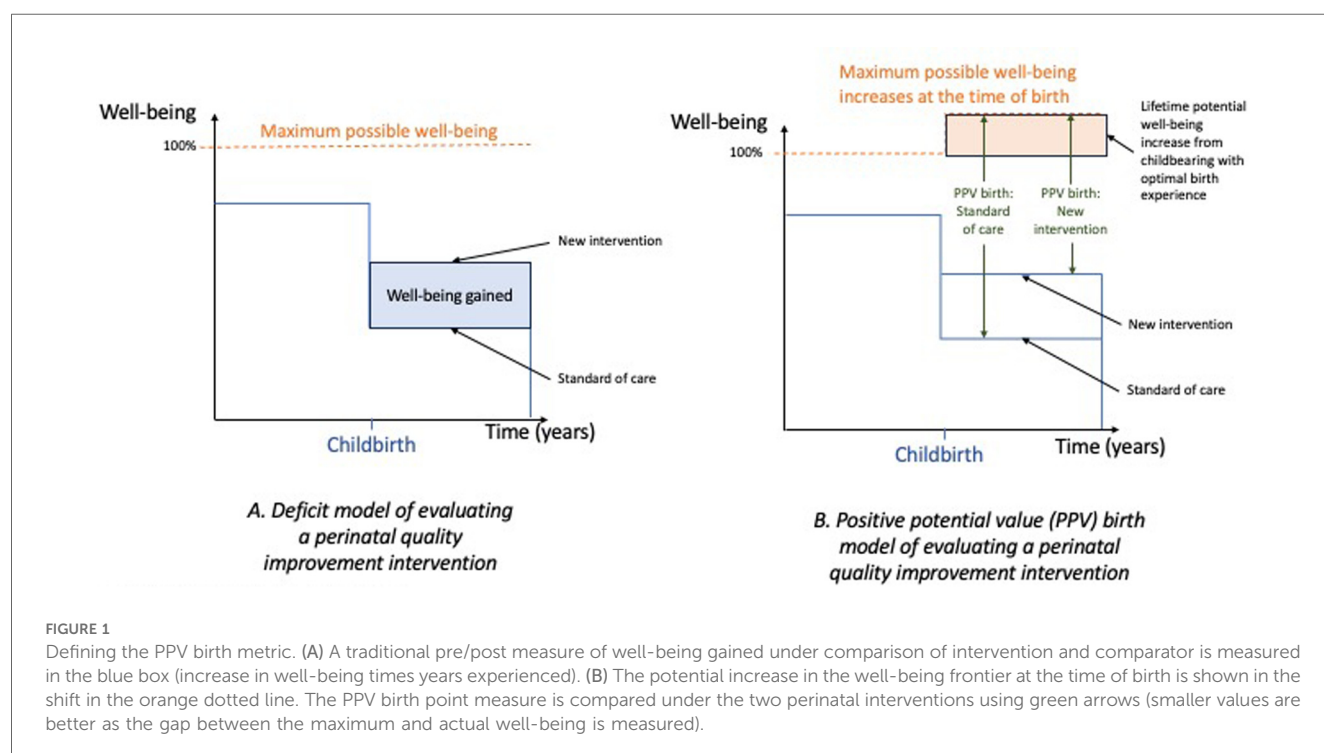 Well-being
Maximum possible well-being
100%
New intervention
Well-being gained
Standard of care
Childbirth
Time (years)
A. Deficit model of evaluating
a perinatal quality
improvement intervention
Maximum possible well-being
increases at the time of birth
Well-being
100%
Lifetime potential
well-being
increase from
childbearing with
optimal birth
experience
PPV birth:
Standard
of care
PPV birth:
New
intervention
New intervention
Standard of care
Childbirth
Time (years)
B. Positive potential value (PPV) birth
model of evaluating a perinatal
quality improvement intervention
FIGURE 1
Defining the PPV birth metric. (A) A traditional pre/post measure of well-being gained under comparison of intervention and comparator is measured
in the blue box (increase in well-being times years experienced). (B) The potential increase in the well-being frontier at the time of birth is shown in the
shift in the orange dotted line. The PPV birth point measure is compared under the two perinatal interventions using green arrows (smaller values are
better as the gap between the maximum and actual well-being is measured).